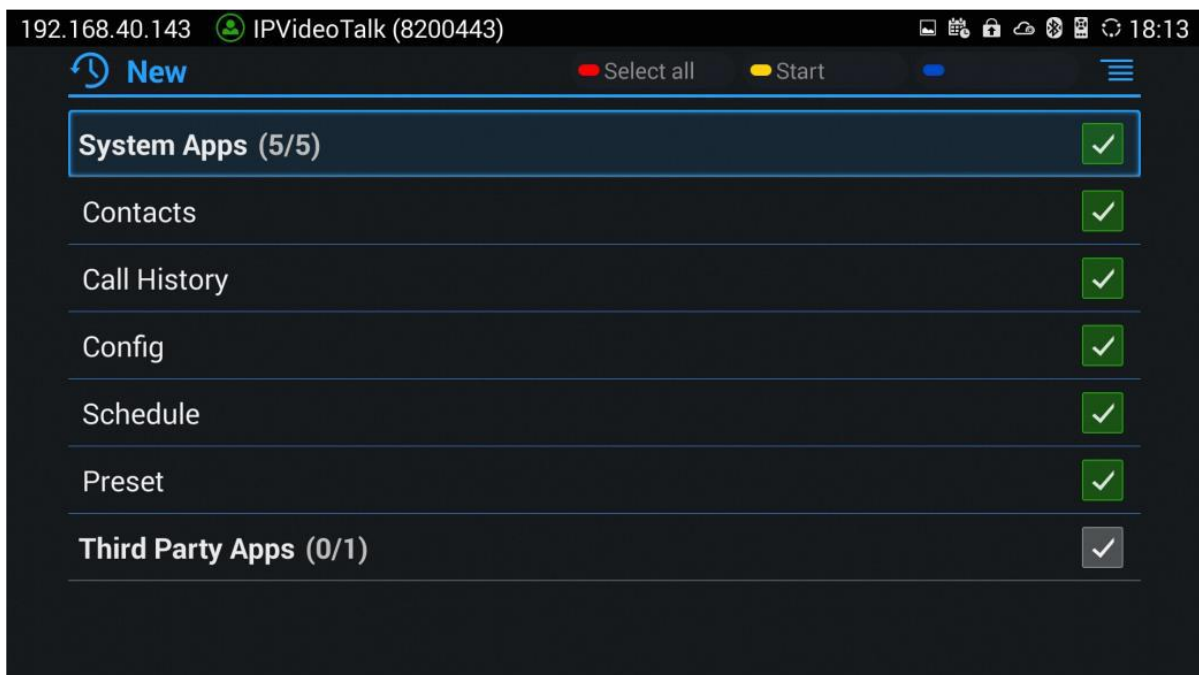 192.168.40.143 IPVideoTalk (8200443) 18:13
New Select all Start
System Apps (5/5)
Contacts
Call History
Config
Schedule
Preset
Third Party Apps (0/1)